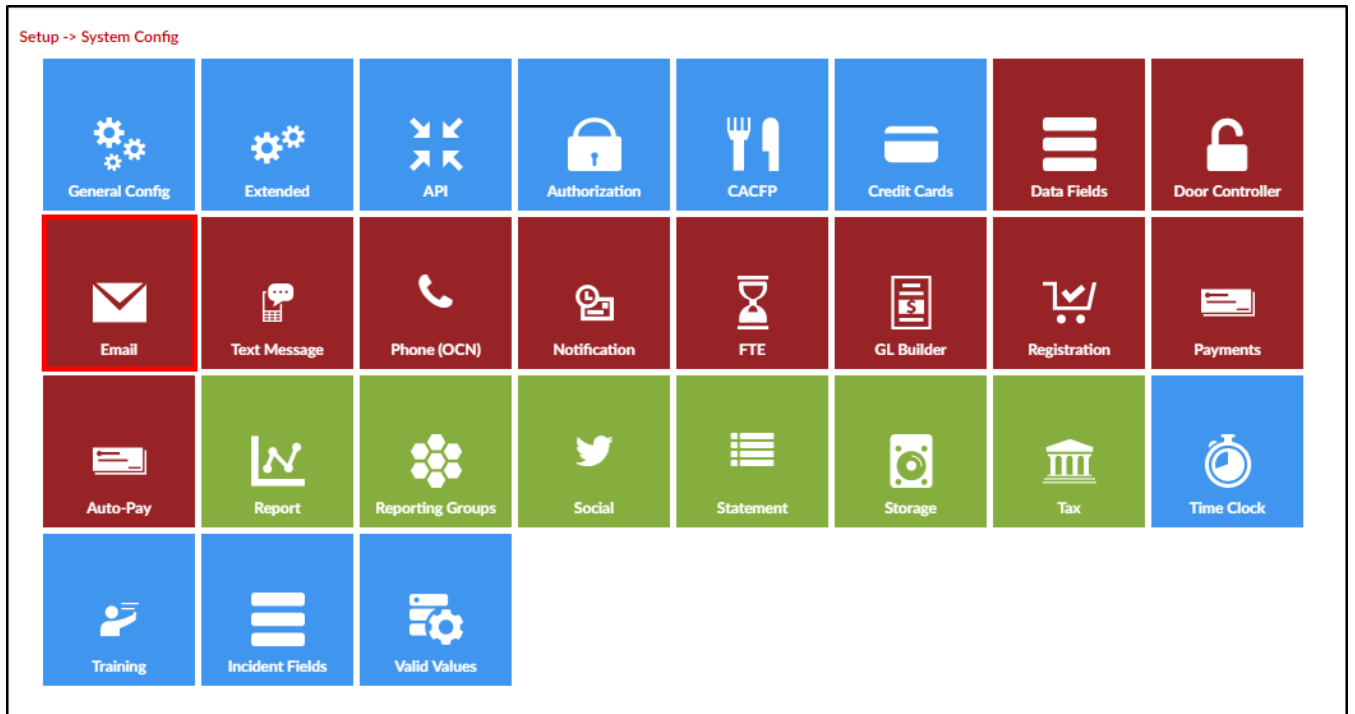 Setup -> System Config
General Config
Extended
API
Authorization
CACFP
Credit Cards
Data Fields
Door Controller
Email
Text Message
Phone (OCN)
Notification
FTE
$
GL Builder
Registration
Payments
Auto-Pay
Report
Reporting Groups
Social
Statement
Storage
Tax
Time Clock
Training
Incident Fields
Valid Values